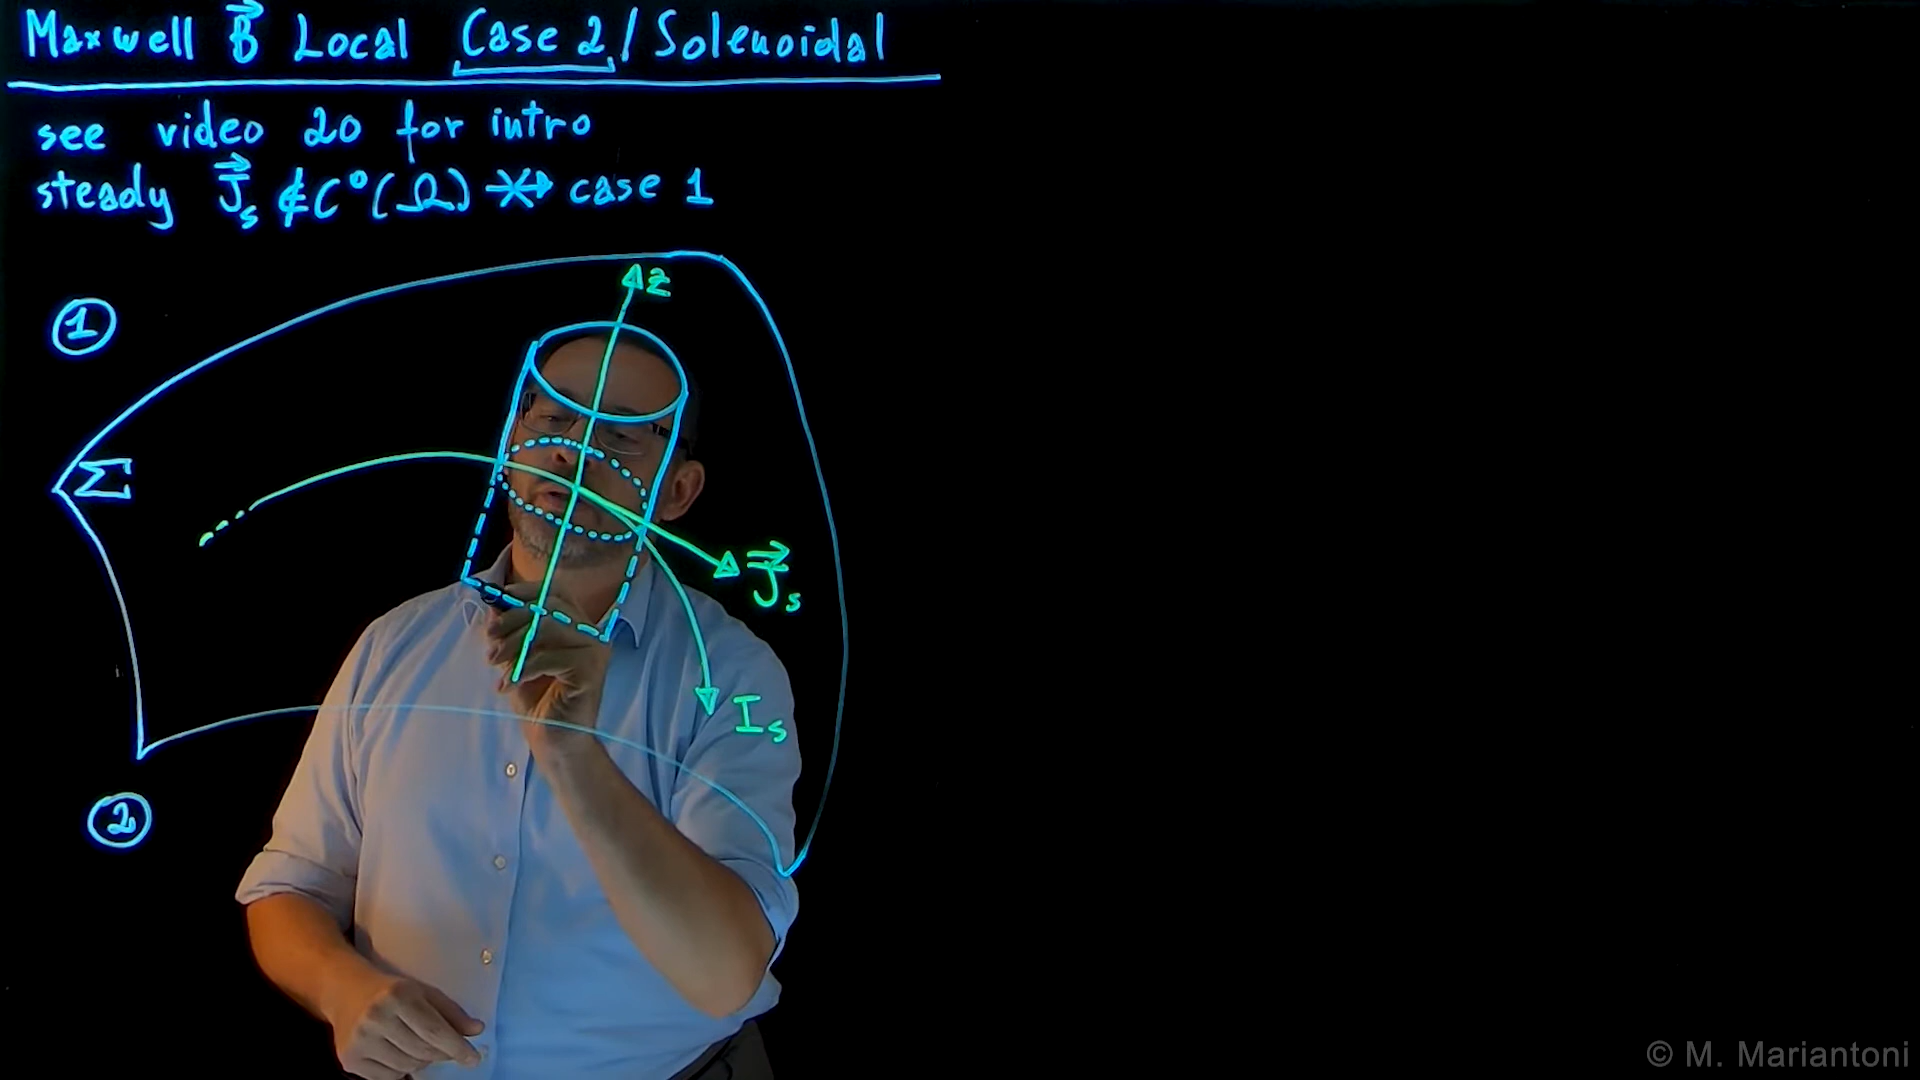 Maxwell B⃗ Local Case 2 / Solenoidal
see video 20 for intro
steady J⃗s ∉ C⁰(Ω) ↛ case 1
①
z
Σ
J⃗s
Is
②
© M. Mariantoni